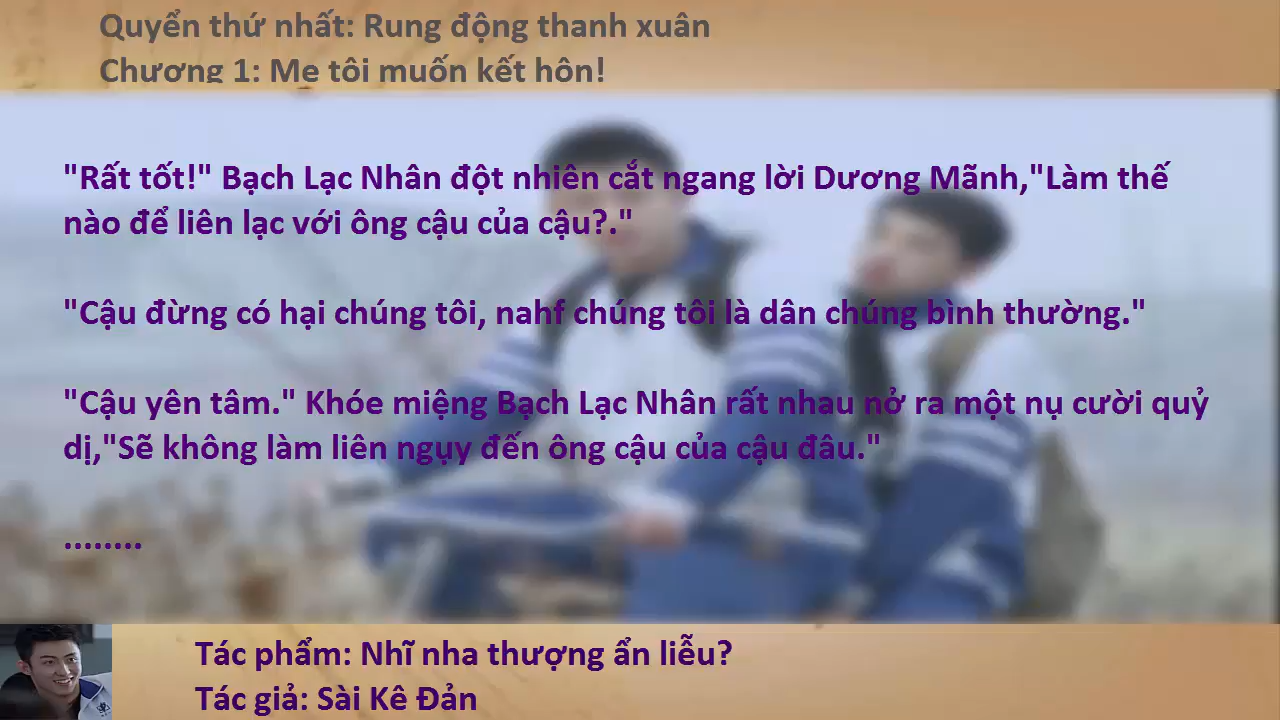 Quyển thứ nhất: Rung động thanh xuân
Chương 1: Mẹ tôi muốn kết hôn!
"Rất tốt!" Bạch Lạc Nhân đột nhiên cắt ngang lời Dương Mãnh,"Làm thế
nào để liên lạc với ông cậu của cậu?."
"Cậu đừng có hại chúng tôi, nahf chúng tôi là dân chúng bình thường."
"Cậu yên tâm." Khóe miệng Bạch Lạc Nhân rất nhau nở ra một nụ cười quỷ
dị,"Sẽ không làm liên ngụy đến ông cậu của cậu đâu."
........
Tác phẩm: Nhĩ nha thượng ẩn liễu?
Tác giả: Sài Kê Đản